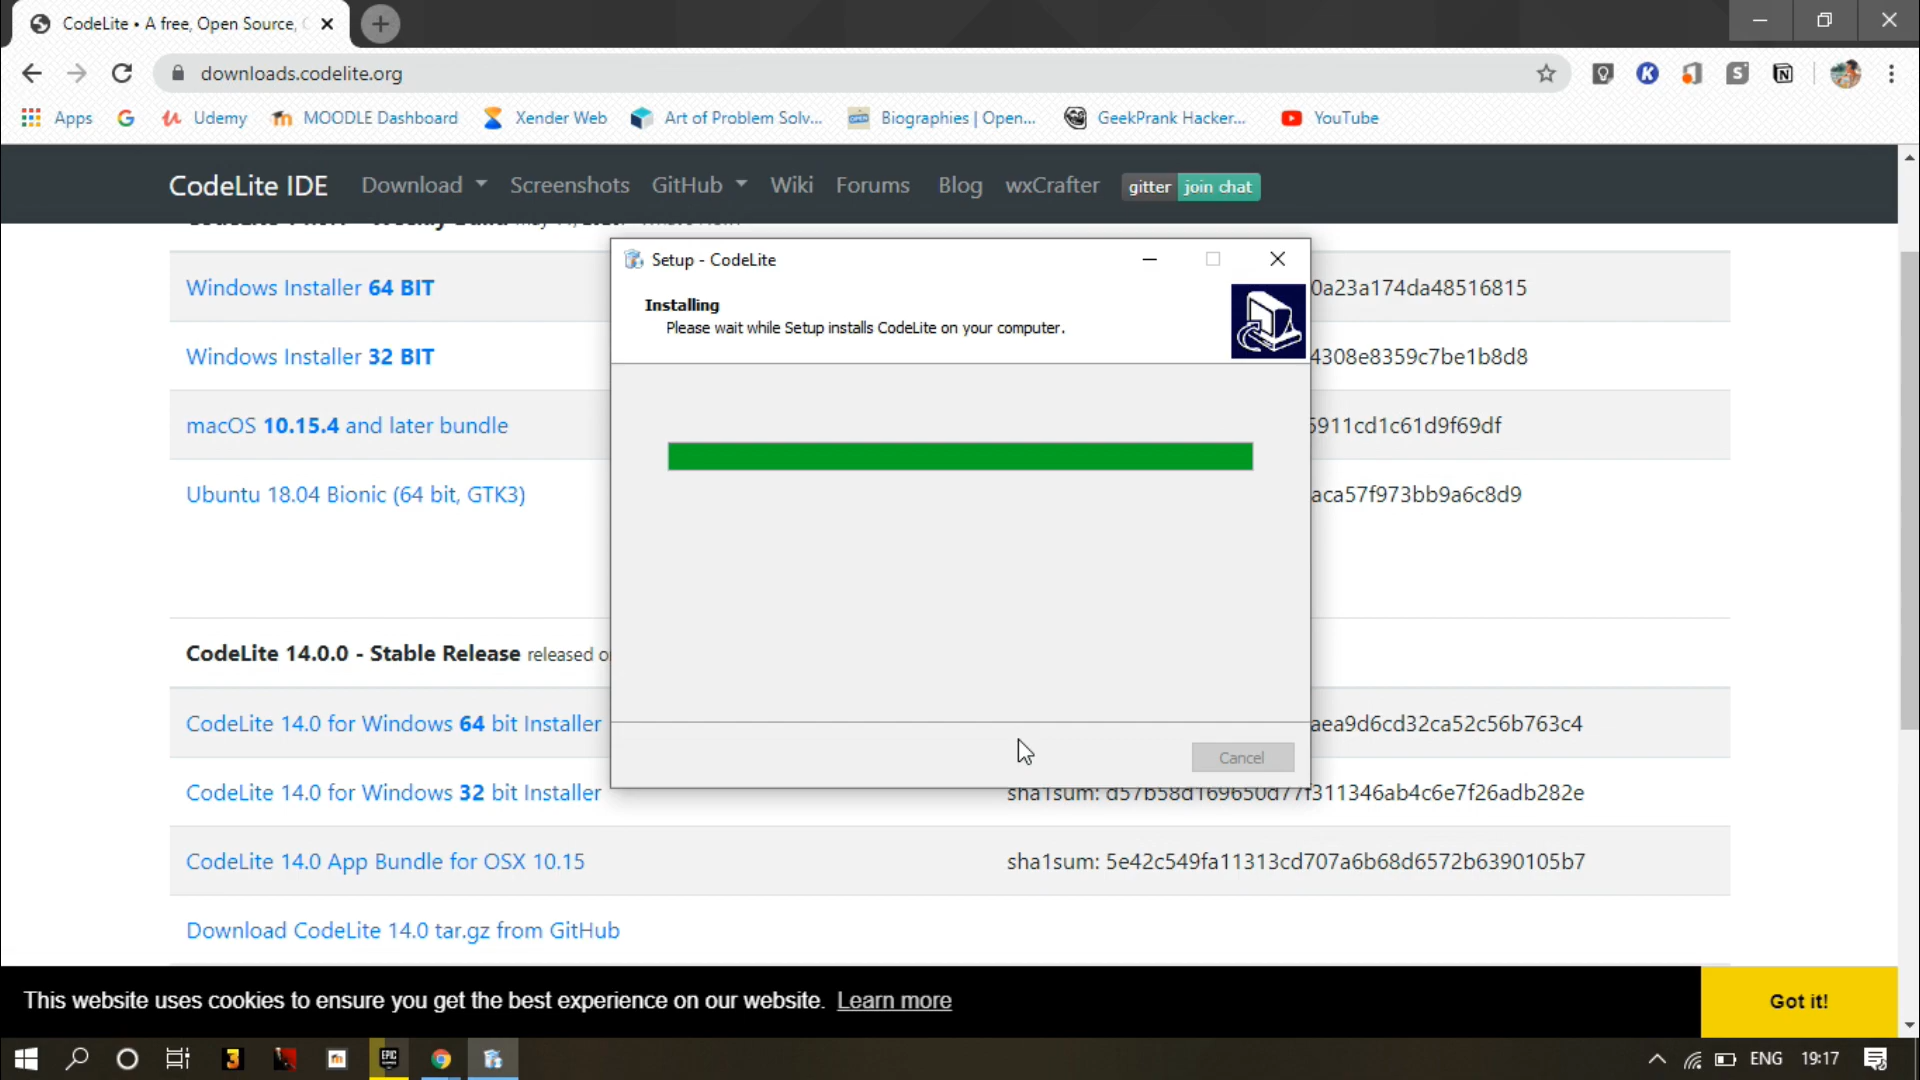 CodeLite • A free, Open Source,
downloads.codelite.org
Apps
Udemy
MOODLE Dashboard
Xender Web
Art of Problem Solv...
Biographies | Open...
GeekPrank Hacker...
YouTube
CodeLite IDE
Download
Screenshots
GitHub
Wiki
Forums
Blog
wxCrafter
gitter join chat
Windows Installer 64 BIT
0a23a174da48516815
Windows Installer 32 BIT
4308e8359c7be1b8d8
macOS 10.15.4 and later bundle
5911cd1c61d9f69df
Ubuntu 18.04 Bionic (64 bit, GTK3)
aca57f973bb9a6c8d9
Setup - CodeLite
Installing
Please wait while Setup installs CodeLite on your computer.
Cancel
CodeLite 14.0.0 - Stable Release released
CodeLite 14.0 for Windows 64 bit Installer
aea9d6cd32ca52c56b763c4
CodeLite 14.0 for Windows 32 bit Installer
sha1sum: d57b58d169650d77f311346ab4c6e7f26adb282e
CodeLite 14.0 App Bundle for OSX 10.15
sha1sum: 5e42c549fa11313cd707a6b68d6572b6390105b7
Download CodeLite 14.0 tar.gz from GitHub
This website uses cookies to ensure you get the best experience on our website. Learn more
Got it!
EPIC
ENG
19:17